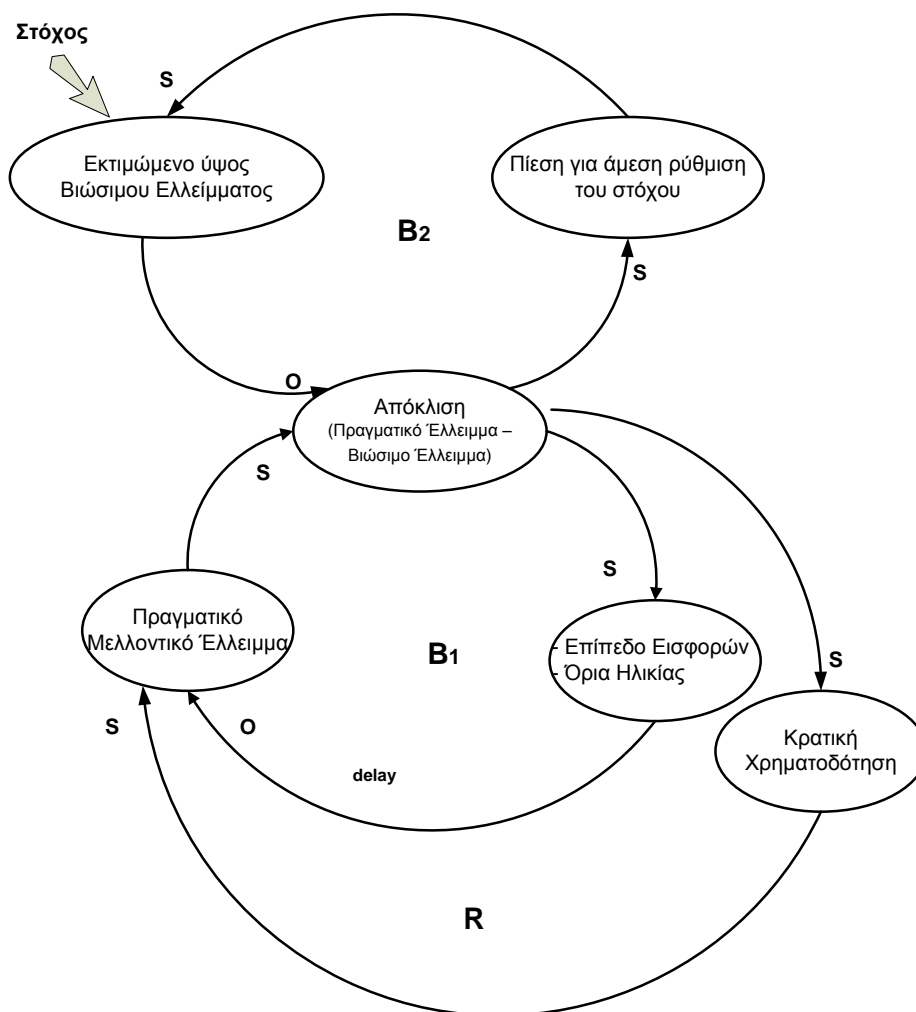 Στόχος
S
Εκτιμώμενο ύψος
Βιώσιμου Ελλείμματος
Πίεση για άμεση ρύθμιση
του στόχου
B2
S
O
Απόκλιση
(Πραγματικό Έλλειμμα –
Βιώσιμο Έλλειμμα)
S
S
Πραγματικό
Μελλοντικό Έλλειμμα
B1
- Επίπεδο Εισφορών
- Όρια Ηλικίας
S
S
O
Κρατική
Χρηματοδότηση
delay
R